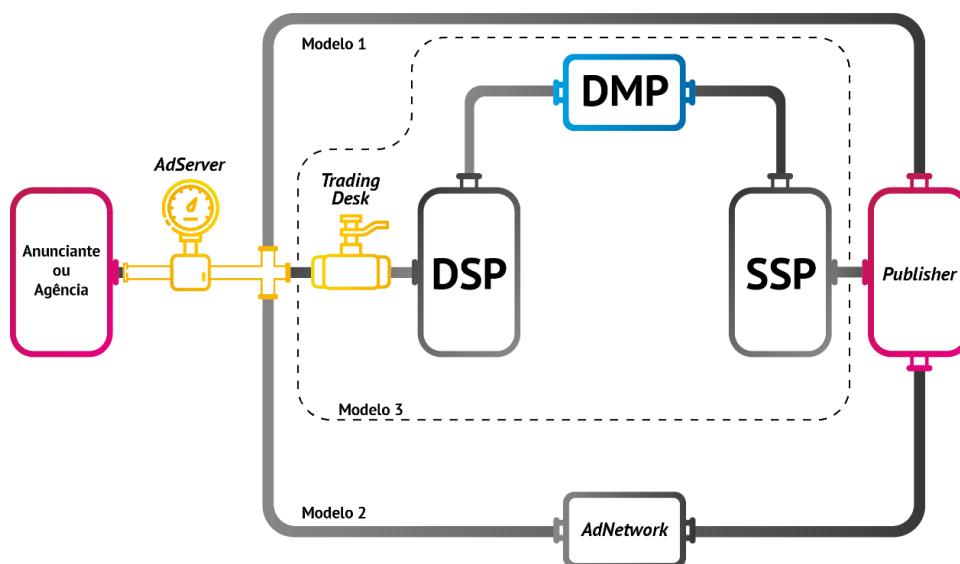 Modelo 1
DMP
AdServer
Trading
Desk
Anunciante
ou
Agência
DSP
SSP
Publisher
Modelo 3
Modelo 2
AdNetwork